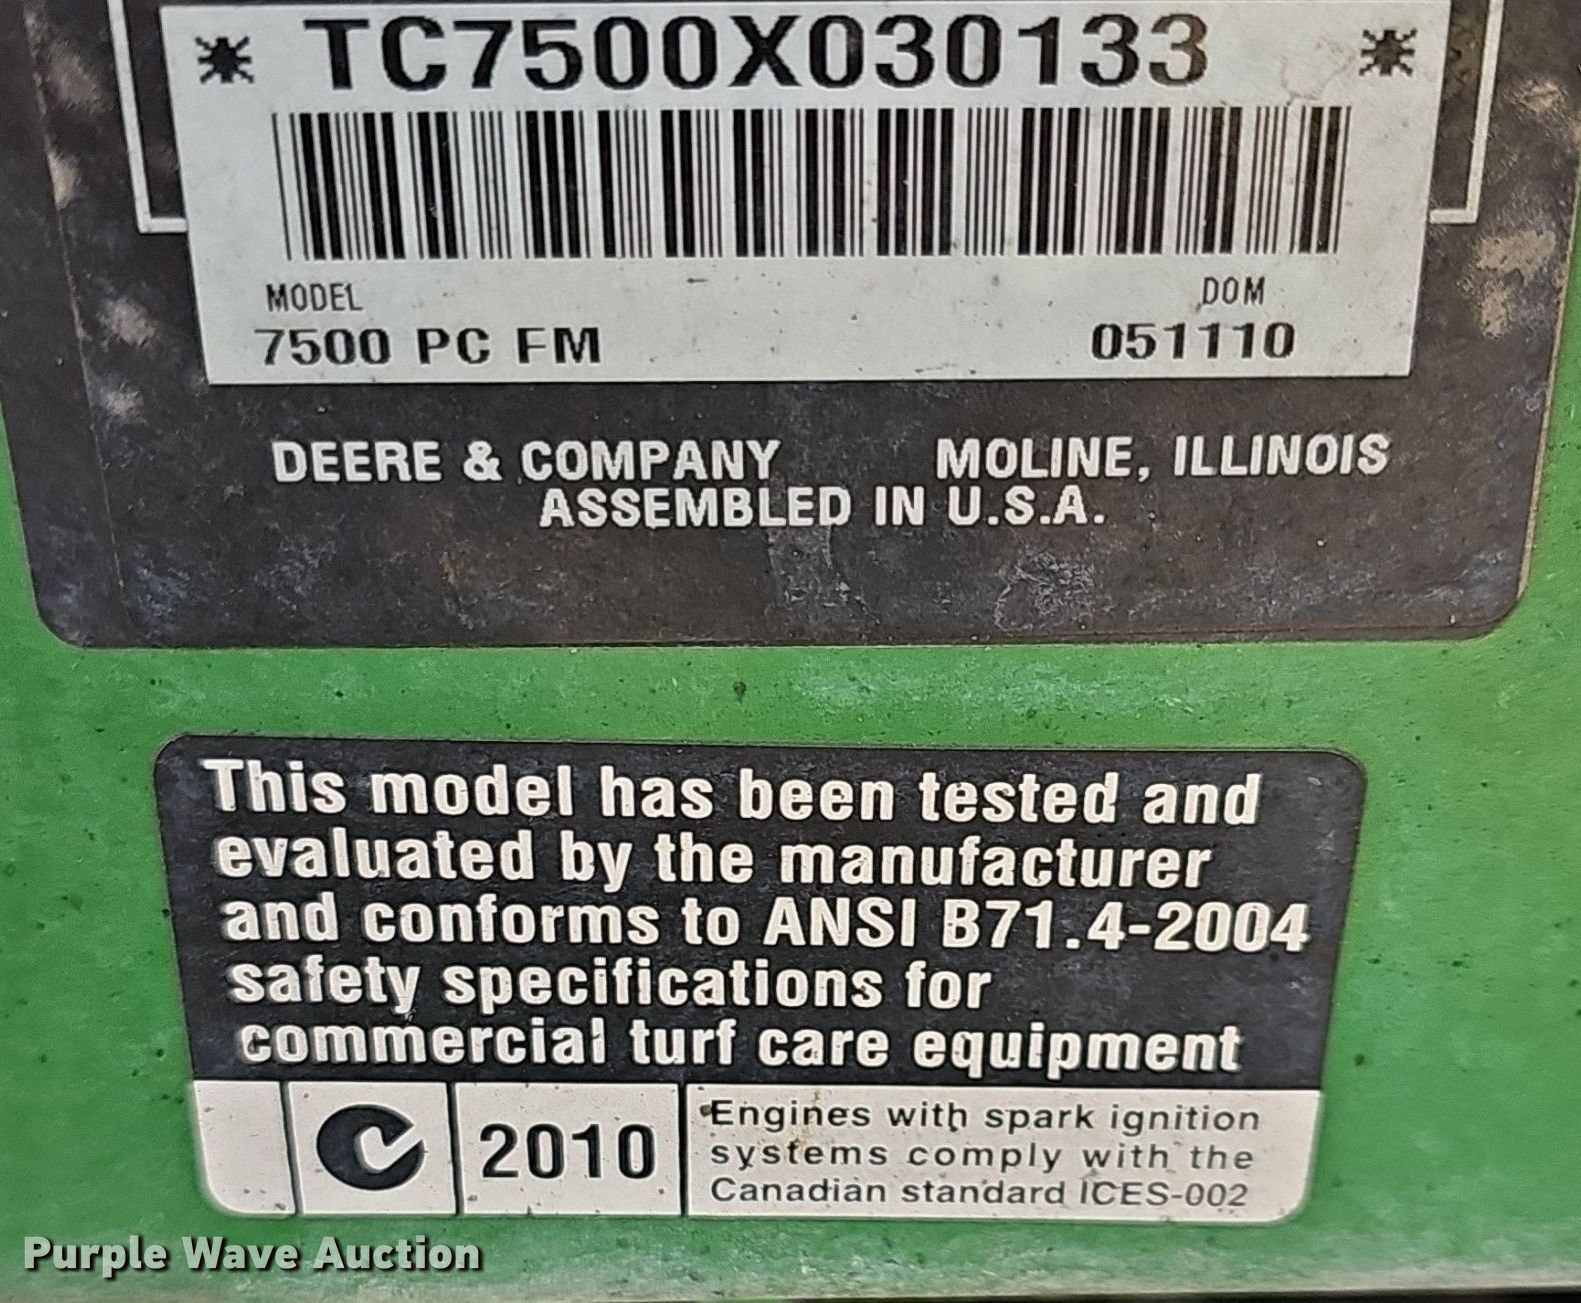 * TC7500X030133 *
MODEL DOM
7500 PC FM 051110
DEERE & COMPANY MOLINE, ILLINOIS
ASSEMBLED IN U.S.A.
This model has been tested and
evaluated by the manufacturer
and conforms to ANSI B71.4-2004
safety specifications for
commercial turf care equipment
2010
Engines with spark ignition
systems comply with the
Canadian standard ICES-002
Purple Wave Auction